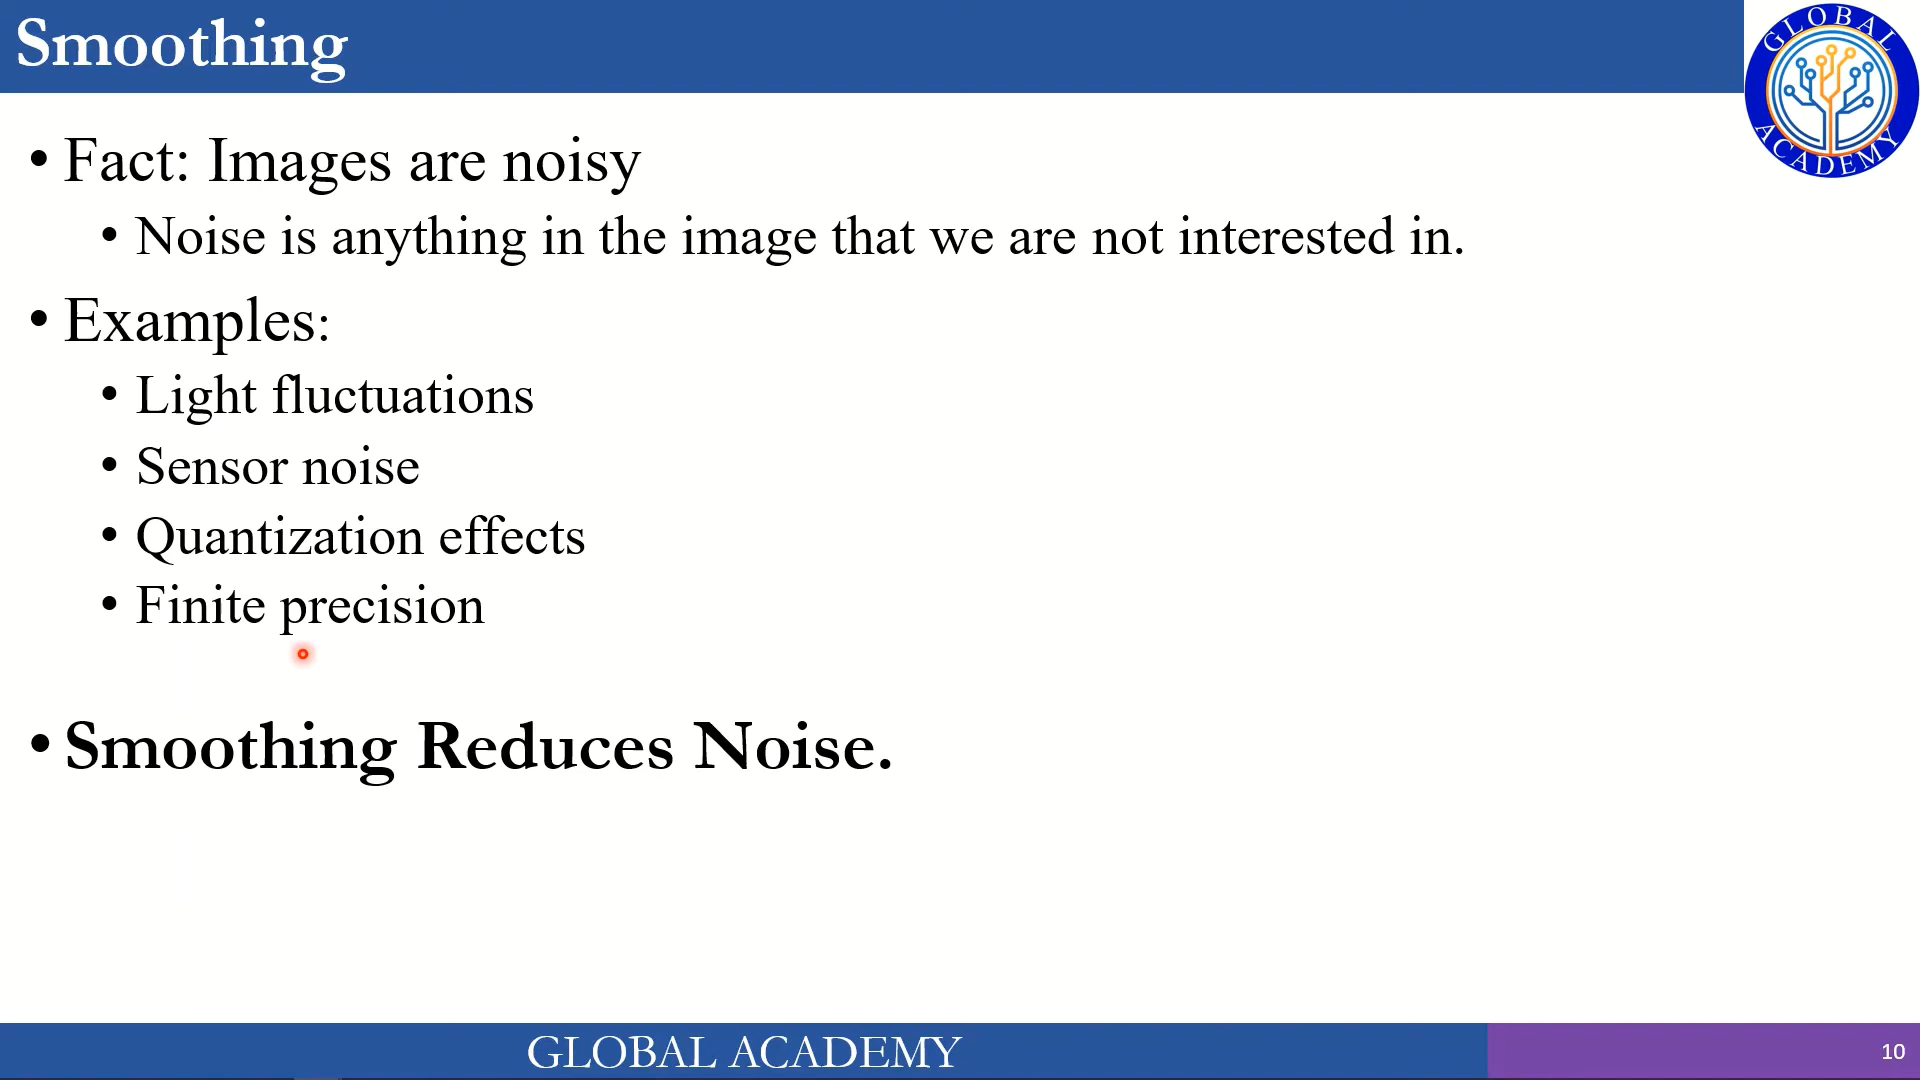 Smoothing
GLOBAL
ACADEMY
• Fact: Images are noisy
• Noise is anything in the image that we are not interested in.
• Examples:
• Light fluctuations
• Sensor noise
• Quantization effects
• Finite precision
• Smoothing Reduces Noise.
GLOBAL ACADEMY
10